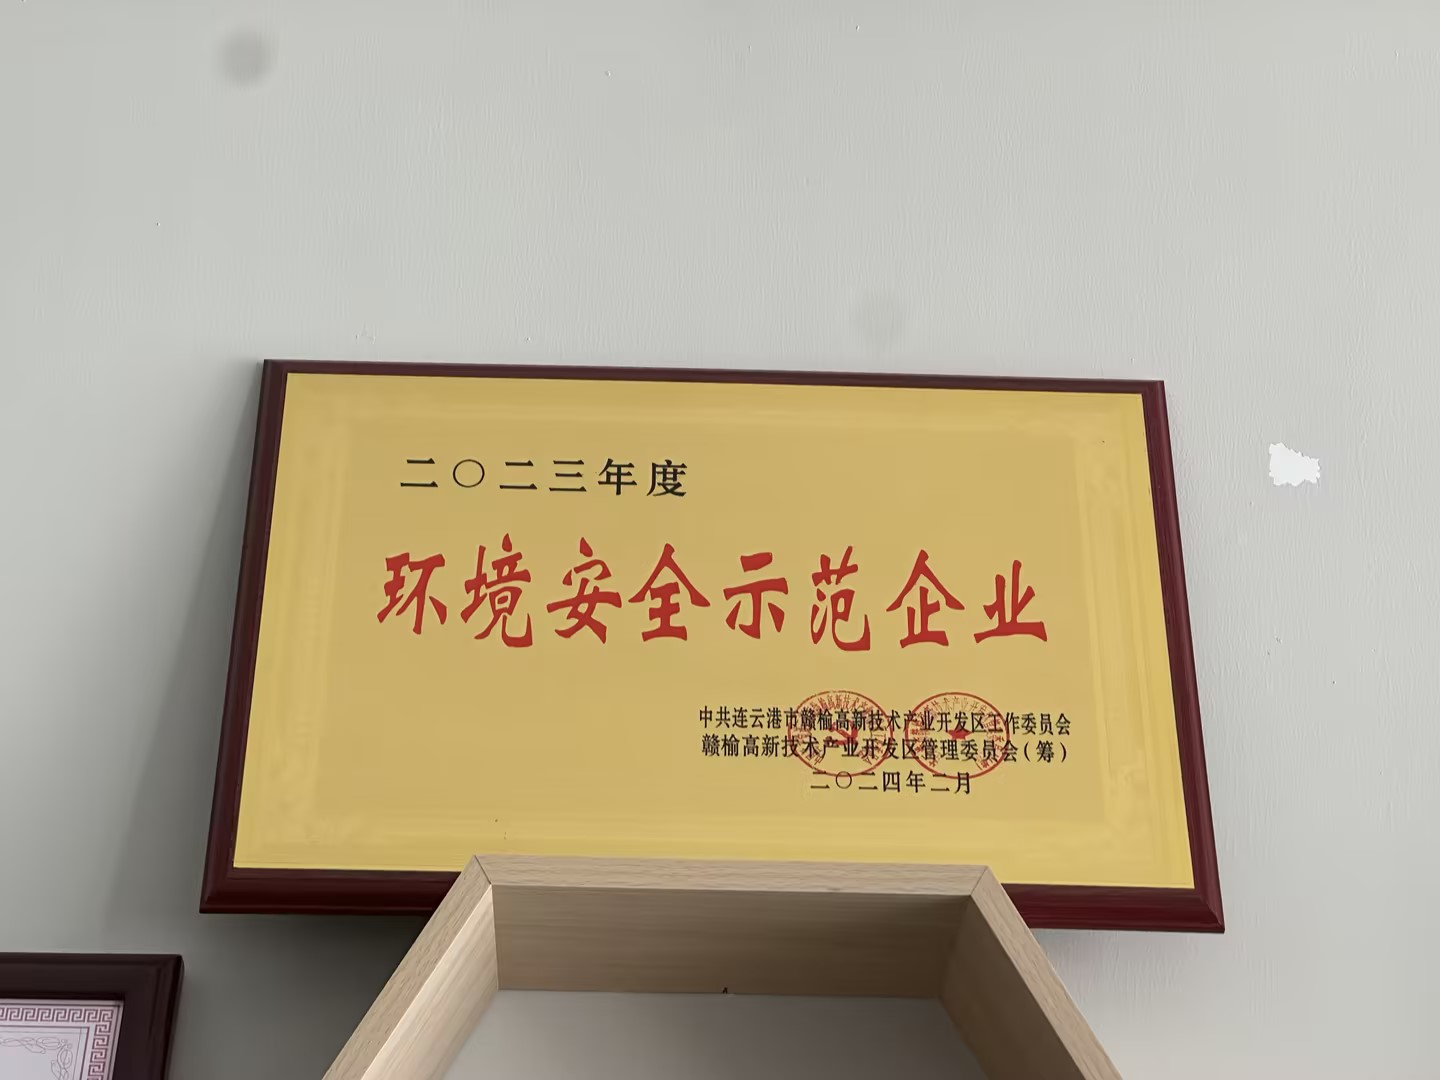 二〇二三年度
环境安全示范企业
中共连云港市赣榆高新技术产业开发区工作委员会
赣榆高新技术产业开发区管理委员会(筹)
二〇二四年二月